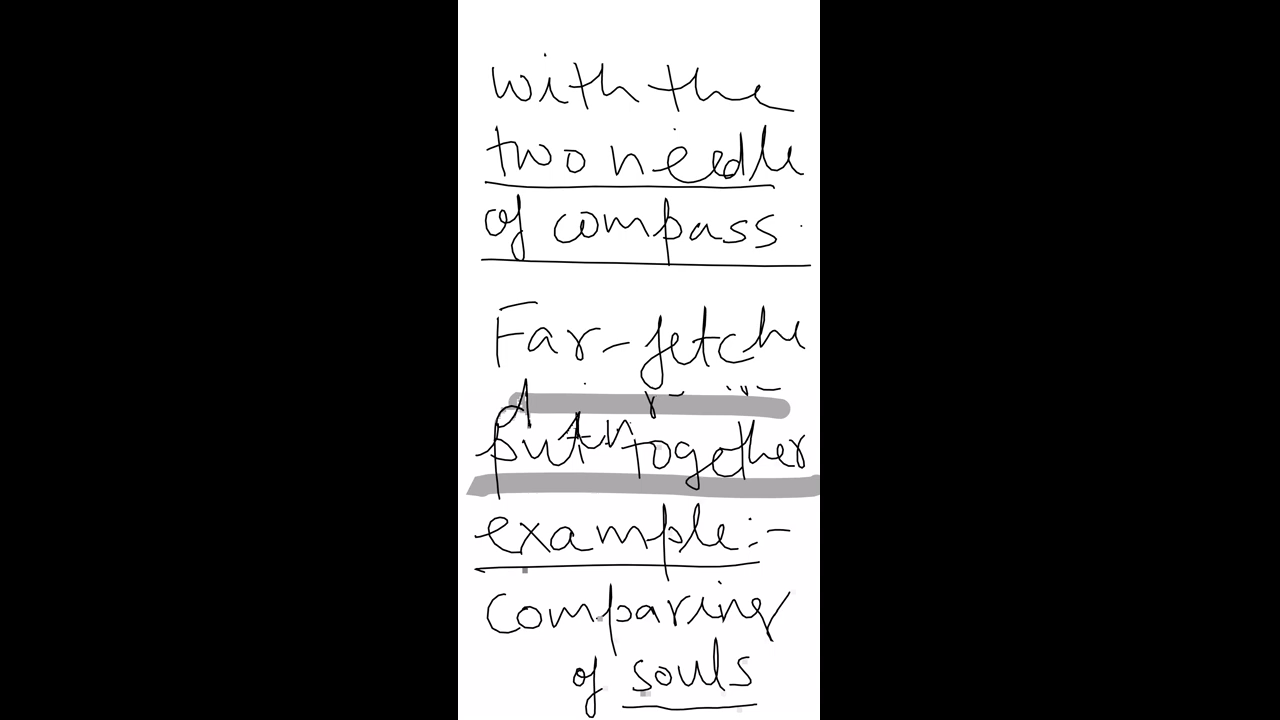 with the
two needle
of compass.
Far-fetche
d
put together
example:-
comparing
of souls